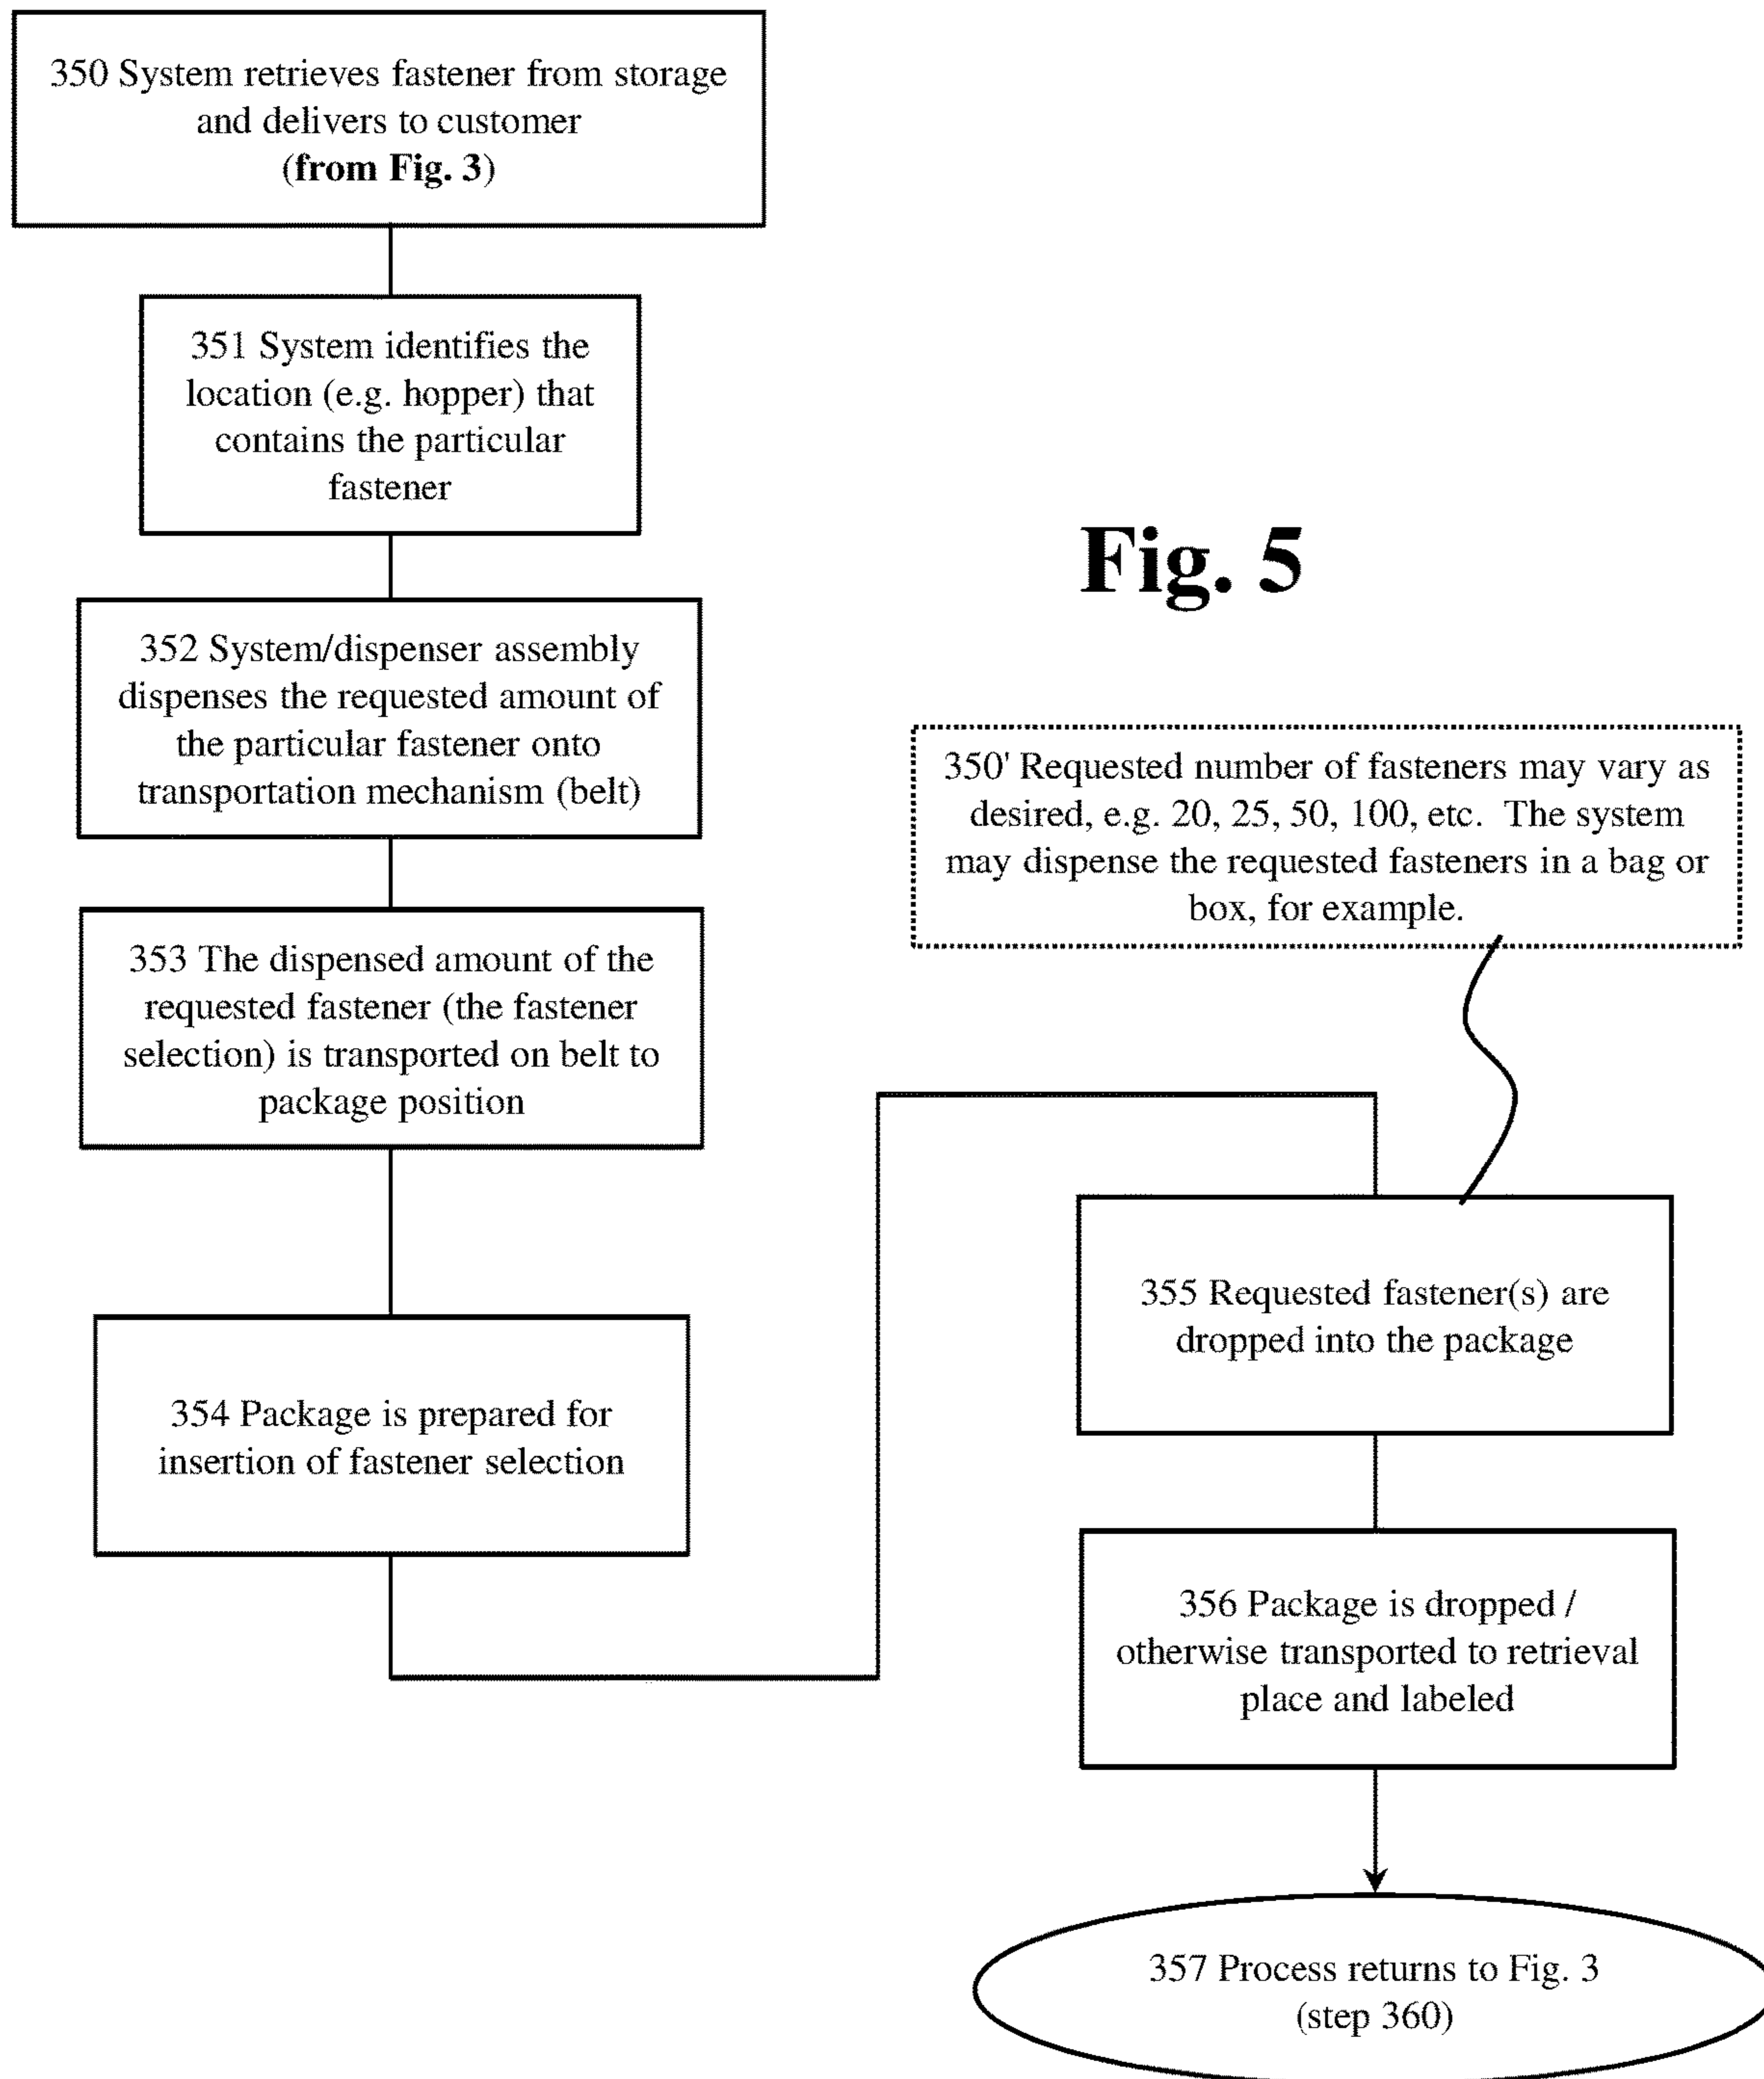 350 System retrieves fastener from storage
and delivers to customer
(from Fig. 3)
351 System identifies the
location (e.g. hopper) that
contains the particular
fastener
352 System/dispenser assembly
dispenses the requested amount of
the particular fastener onto
transportation mechanism (belt)
353 The dispensed amount of the
requested fastener (the fastener
selection) is transported on belt to
package position
354 Package is prepared for
insertion of fastener selection
Fig. 5
350' Requested number of fasteners may vary as
desired, e.g. 20, 25, 50, 100, etc.  The system
may dispense the requested fasteners in a bag or
box, for example.
355 Requested fastener(s) are
dropped into the package
356 Package is dropped /
otherwise transported to retrieval
place and labeled
357 Process returns to Fig. 3
(step 360)